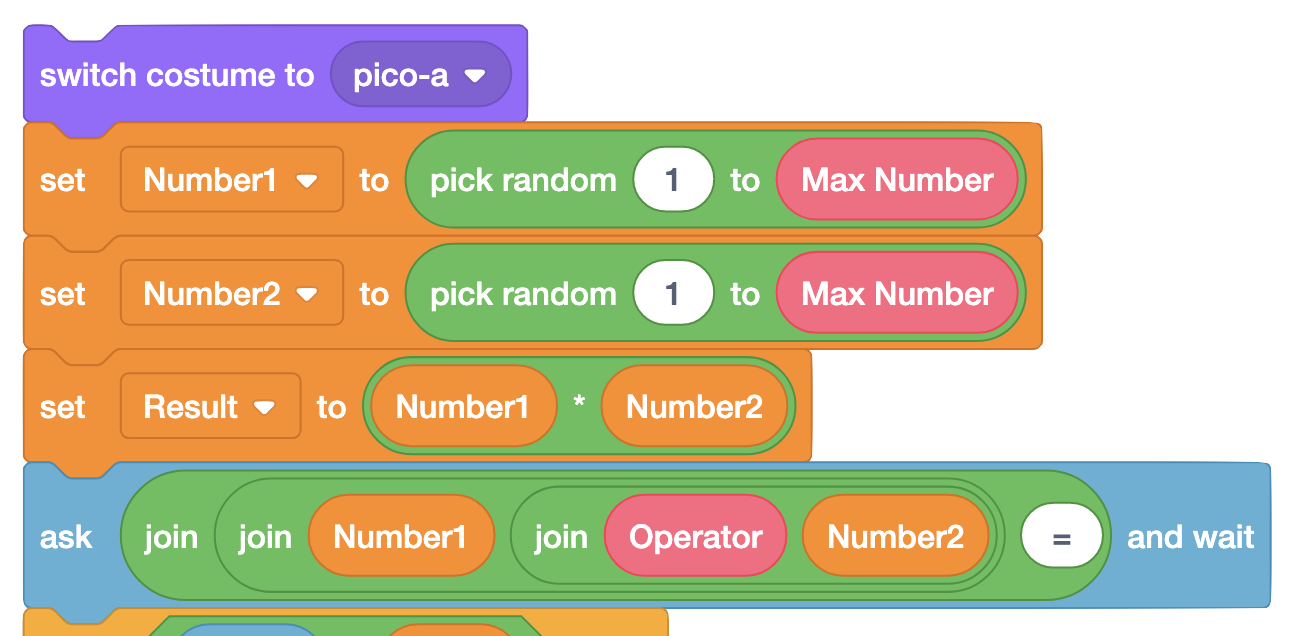 switch costume to pico-a
set Number1 to pick random 1 to Max Number
set Number2 to pick random 1 to Max Number
set Result to Number1 * Number2
ask join join Number1 join Operator Number2 = and wait